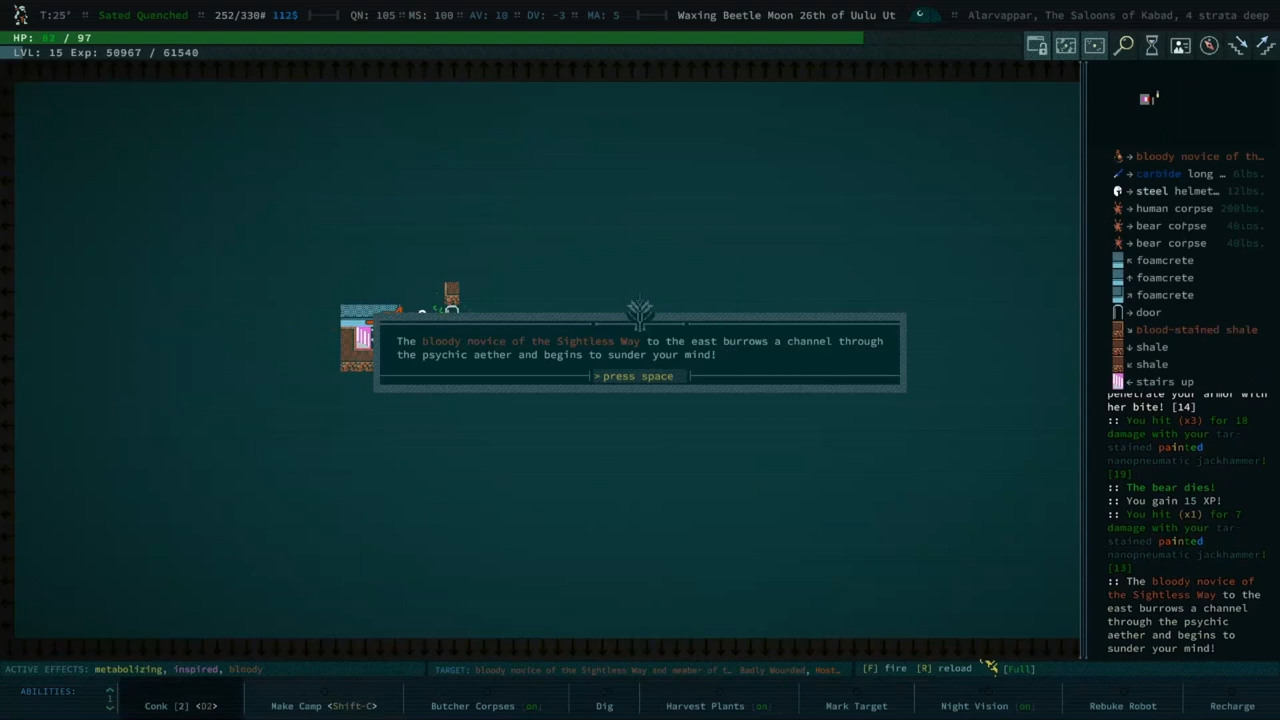 T:25° :: Sated Quenched :: 252/330# 112$ QN: 105 :: MS: 100 :: AV: 10 :: DV: -3 :: MA: 5 Waxing Beetle Moon 26th of Uulu Ut :: Alarvappar, The Saloons of Kabad, 4 strata deep
HP: 82 / 97
LVL: 15 Exp: 50967 / 61540
bloody novice of th…
carbide long … 6lbs.
steel helmet… 12lbs.
human corpse 200lbs.
bear corpse 40lbs.
bear corpse 40lbs.
foamcrete
foamcrete
foamcrete
door
blood-stained shale
shale
shale
stairs up
The bloody novice of the Sightless Way to the east burrows a channel through
the psychic aether and begins to sunder your mind!
> press space
penetrate your armor with
her bite! [14]
:: You hit (x3) for 18
damage with your tar-
stained painted
nanopneumatic jackhammer!
[19]
:: The bear dies!
:: You gain 15 XP!
:: You hit (x1) for 7
damage with your tar-
stained painted
nanopneumatic jackhammer!
[13]
:: The bloody novice of
the Sightless Way to the
east burrows a channel
through the psychic
aether and begins to
sunder your mind!
ACTIVE EFFECTS: metabolizing, inspired, bloody
TARGET: bloody novice of the Sightless Way and member of t… Badly Wounded, Host…
[F] fire [R] reload [Full]
ABILITIES: 1 Conk [2] <D2> Make Camp <Shift-C> Butcher Corpses [on] Dig Harvest Plants [on] Mark Target Night Vision [on] Rebuke Robot Recharge